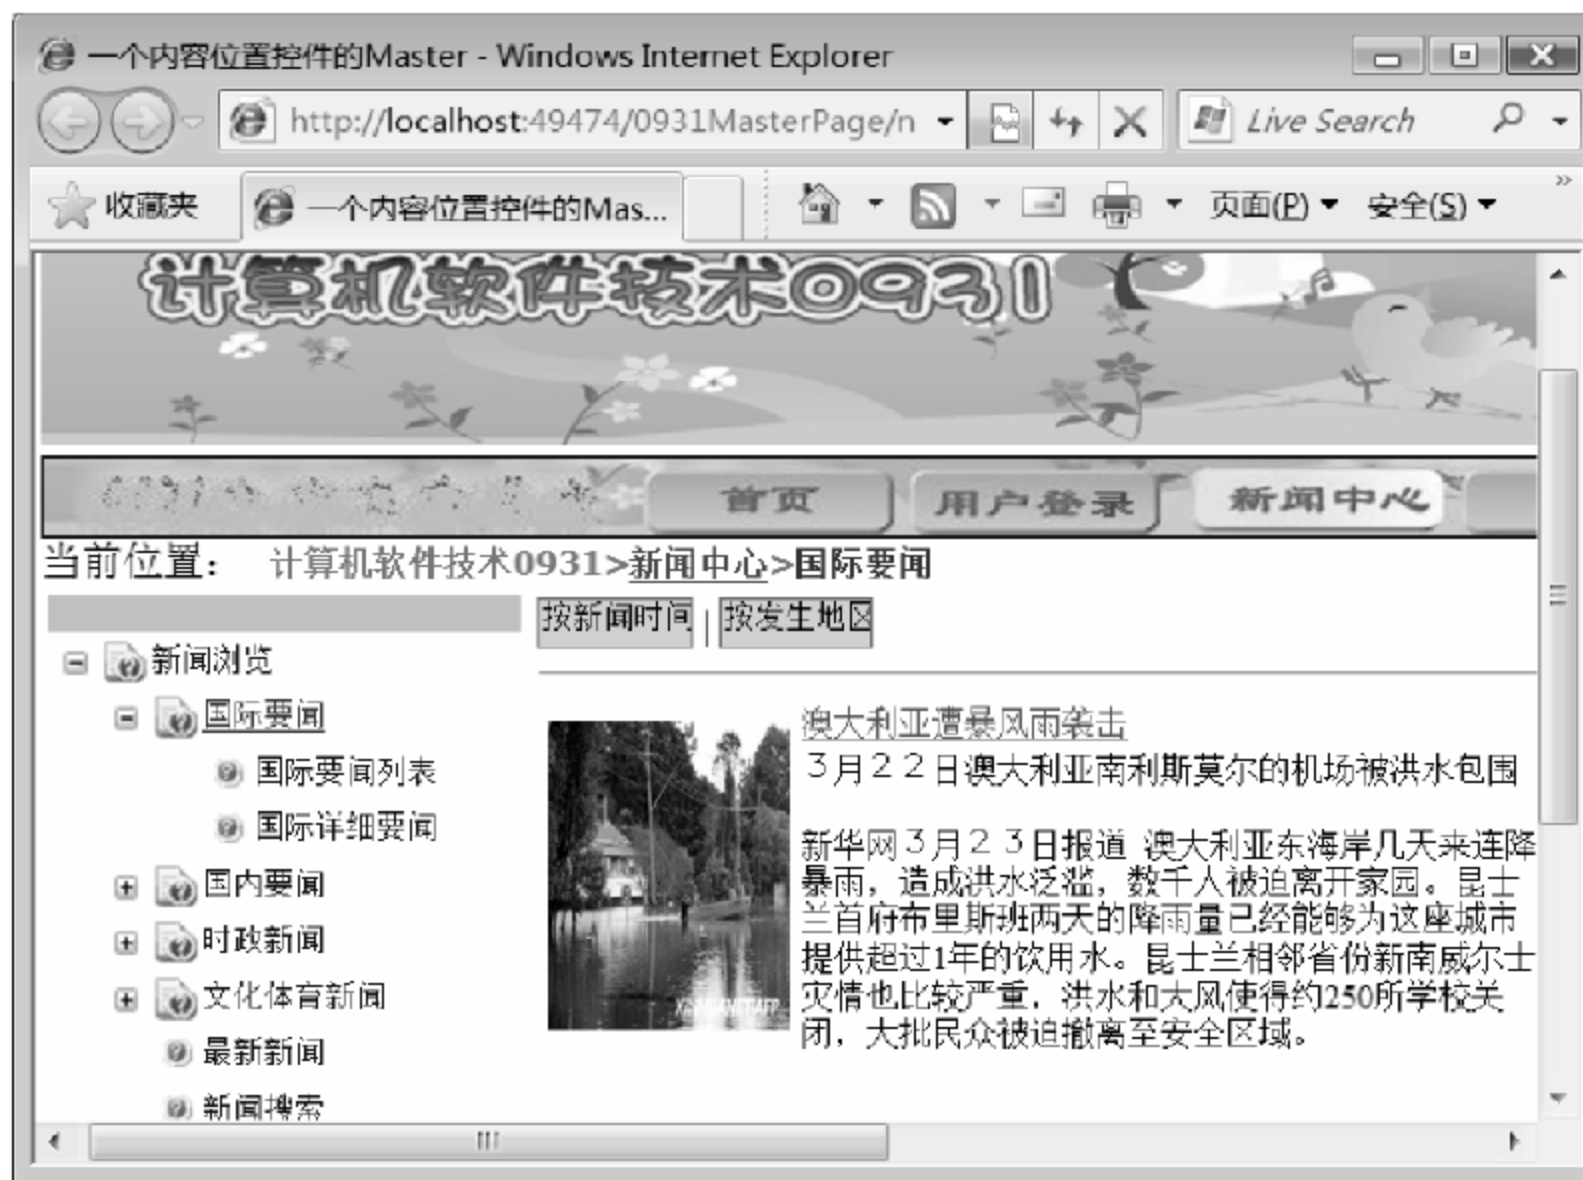 一个内容位置控件的Master - Windows Internet Explorer
http://localhost:49474/0931MasterPage/n
Live Search
收藏夹
一个内容位置控件的Mas...
页面(P)
安全(S)
计算机软件技术0931
首页
用户登录
新闻中心
当前位置： 计算机软件技术0931>新闻中心>国际要闻
按新闻时间 | 按发生地区
新闻浏览
国际要闻
国际要闻列表
国际详细要闻
国内要闻
时政新闻
文化体育新闻
最新新闻
新闻搜索
澳大利亚遭暴风雨袭击
３月２２日澳大利亚南利斯莫尔的机场被洪水包围
新华网３月２３日报道 澳大利亚东海岸几天来连降
暴雨，造成洪水泛滥，数千人被迫离开家园。昆士
兰首府布里斯班两天的降雨量已经能够为这座城市
提供超过1年的饮用水。昆士兰相邻省份新南威尔士
灾情也比较严重，洪水和大风使得约250所学校关
闭，大批民众被迫撤离至安全区域。